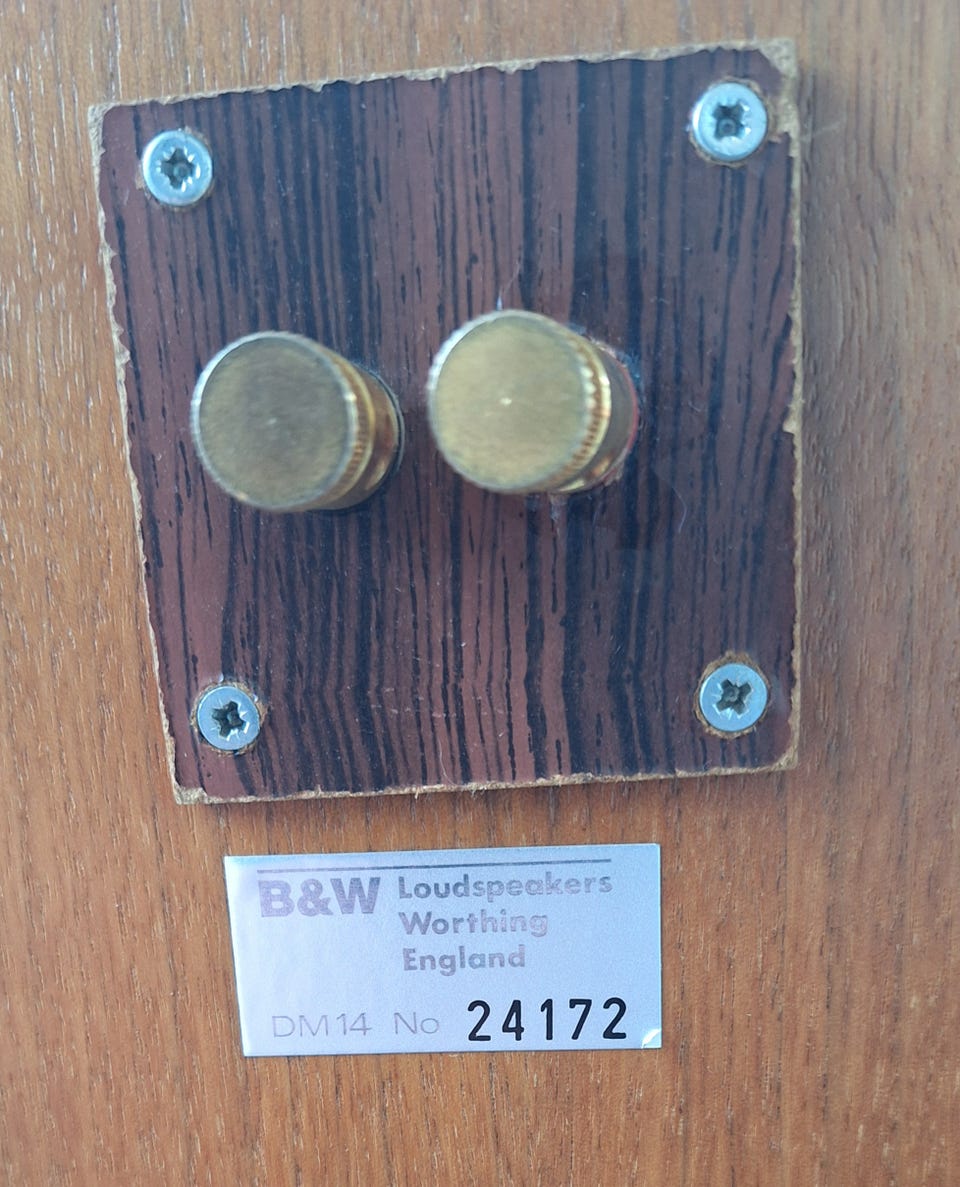 B&W Loudspeakers
Worthing
England
DM14 No 24172